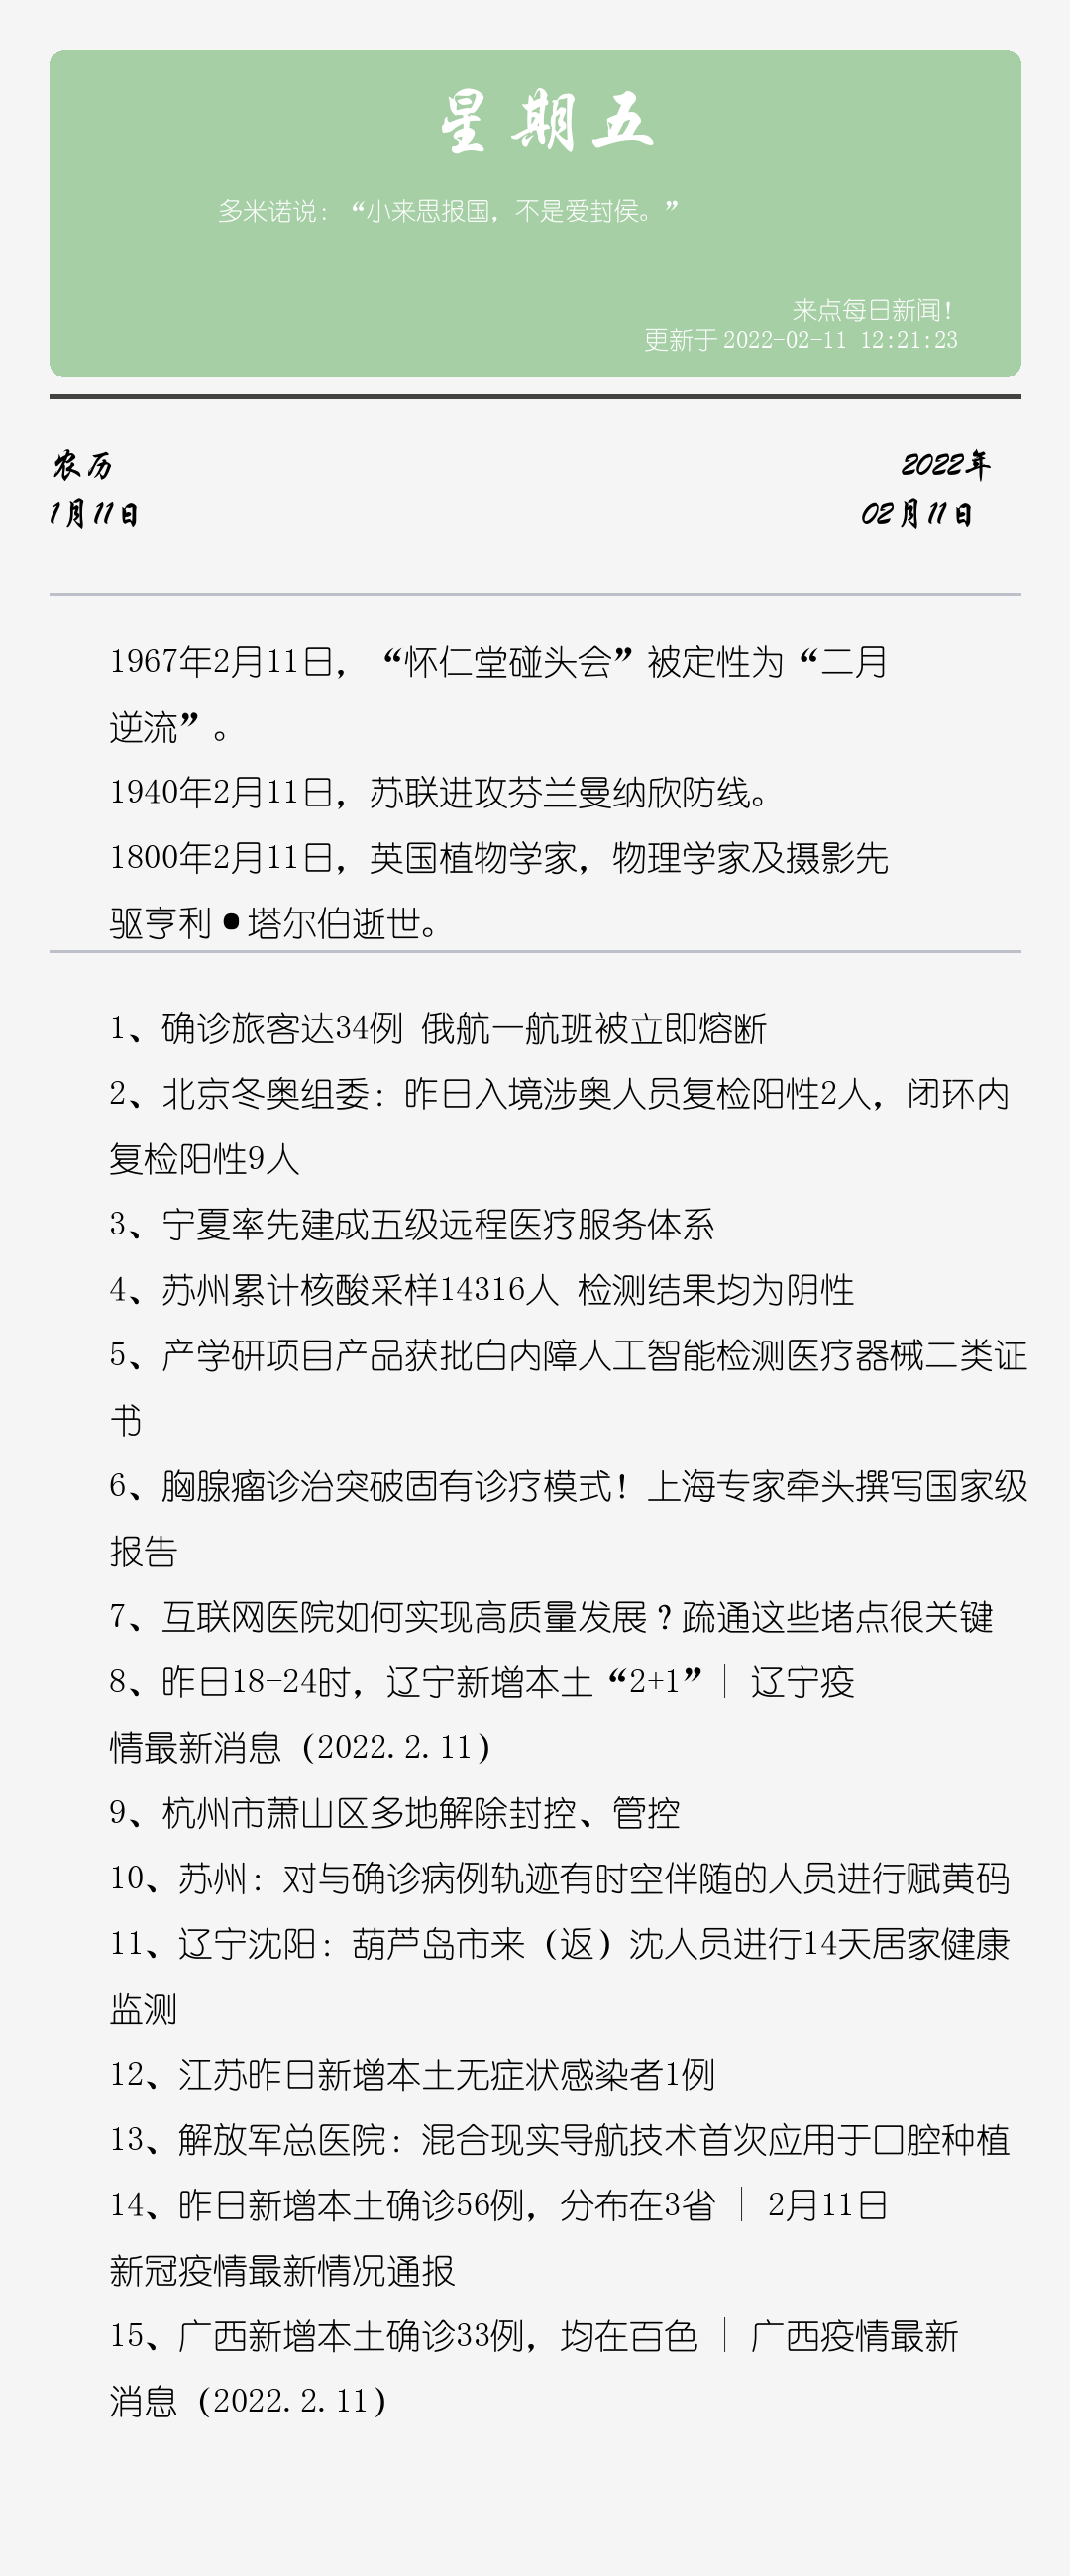 星期五
多米诺说：“小来思报国，不是爱封侯。”
来点每日新闻！
更新于 2022-02-11 12:21:23
农历
2022年
1月11日
02月11日
1967年2月11日，“怀仁堂碰头会”被定性为“二月
逆流”。
1940年2月11日，苏联进攻芬兰曼纳欣防线。
1800年2月11日，英国植物学家，物理学家及摄影先
驱亨利•塔尔伯逝世。
1、确诊旅客达34例 俄航一航班被立即熔断
2、北京冬奥组委：昨日入境涉奥人员复检阳性2人，闭环内
复检阳性9人
3、宁夏率先建成五级远程医疗服务体系
4、苏州累计核酸采样14316人 检测结果均为阴性
5、产学研项目产品获批白内障人工智能检测医疗器械二类证
书
6、胸腺瘤诊治突破固有诊疗模式！上海专家牵头撰写国家级
报告
7、互联网医院如何实现高质量发展？疏通这些堵点很关键
8、昨日18-24时，辽宁新增本土“2+1”｜ 辽宁疫
情最新消息（2022.2.11）
9、杭州市萧山区多地解除封控、管控
10、苏州：对与确诊病例轨迹有时空伴随的人员进行赋黄码
11、辽宁沈阳：葫芦岛市来（返）沈人员进行14天居家健康
监测
12、江苏昨日新增本土无症状感染者1例
13、解放军总医院：混合现实导航技术首次应用于口腔种植
14、昨日新增本土确诊56例，分布在3省 ｜ 2月11日
新冠疫情最新情况通报
15、广西新增本土确诊33例，均在百色 ｜ 广西疫情最新
消息（2022.2.11）